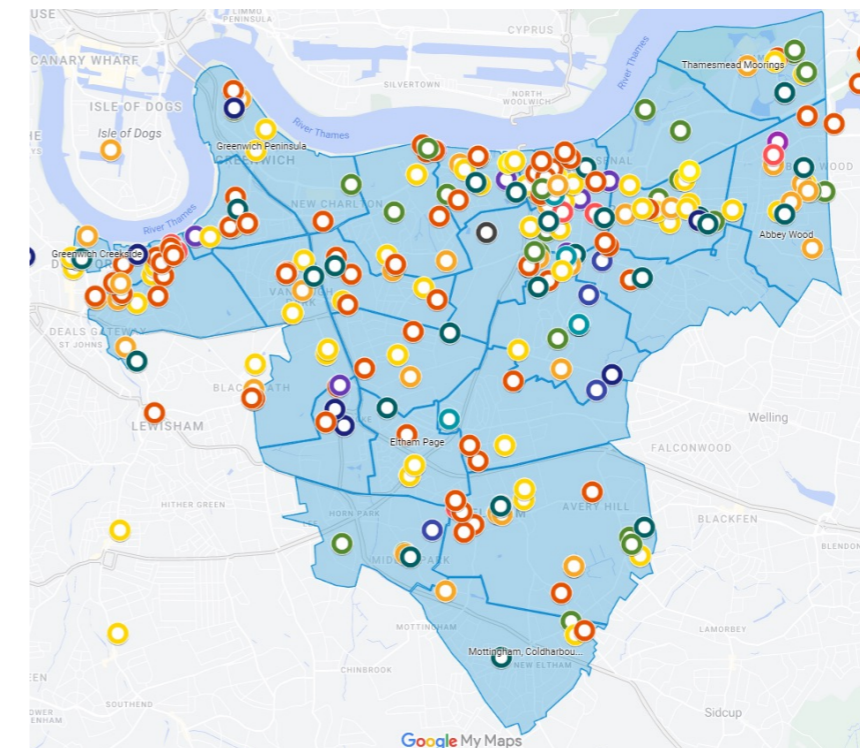 USE
LIMMO
PENINSULA
CYPRUS
CANARY WHARF
River Thames
Thamesmead Moorings
SILVERTOWN
NORTH
WOOLWICH
ISLE OF DOGS
Isle of Dogs
River Thames
Greenwich Peninsula
GREENWICH
ARSENAL
WOOD
NEW CHARLTON
River Thames
Abbey Wood
Greenwich Creekside
DEALS GATEWAY
ST JOHNS
PARK
BLACKHEATH
LEWISHAM
Welling
Eltham Page
FALCONWOOD
HITHER GREEN
HORN PARK
AVERY HILL
BLACKFEN
BLENDON
MIDDLE PARK
MOTTINGHAM
LAMORBEY
Mottingham, Coldharbou...
NEW ELTHAM
CHINBROOK
SOUTHEND
Sidcup
Google My Maps